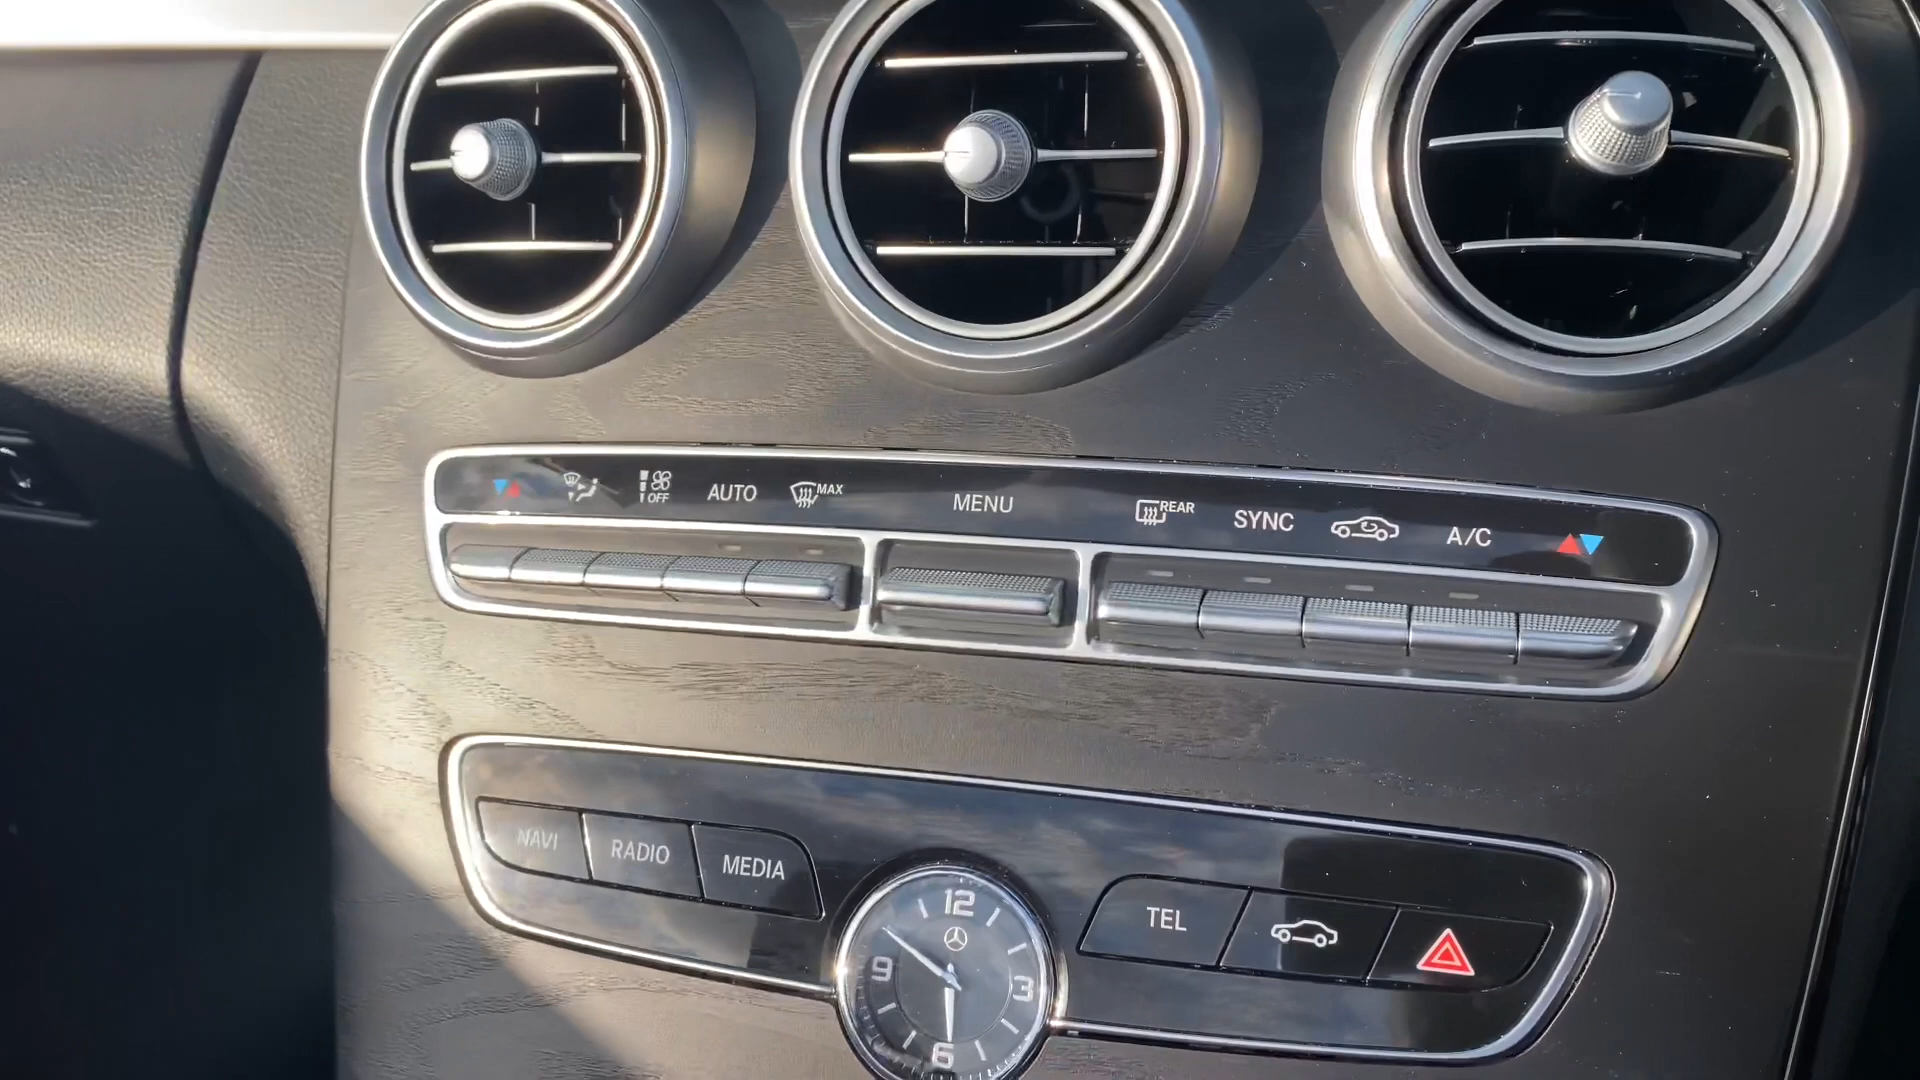 OFF
AUTO
MAX
MENU
REAR
SYNC
A/C
NAVI
RADIO
MEDIA
TEL
12
9
3
6